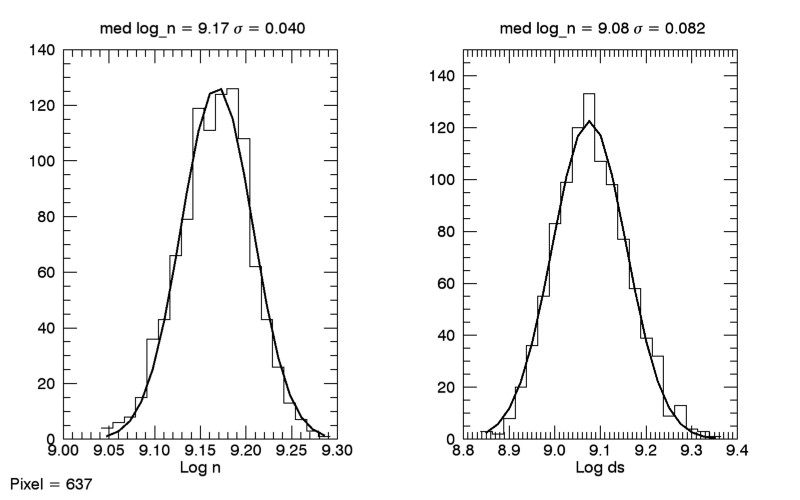 med log_n = 9.17 σ = 0.040
med log_n = 9.08 σ = 0.082
140
120
100
80
60
40
20
0
9.00 9.05 9.10 9.15 9.20 9.25 9.30
Log n
140
120
100
80
60
40
20
0
8.8 8.9 9.0 9.1 9.2 9.3 9.4
Log ds
Pixel = 637